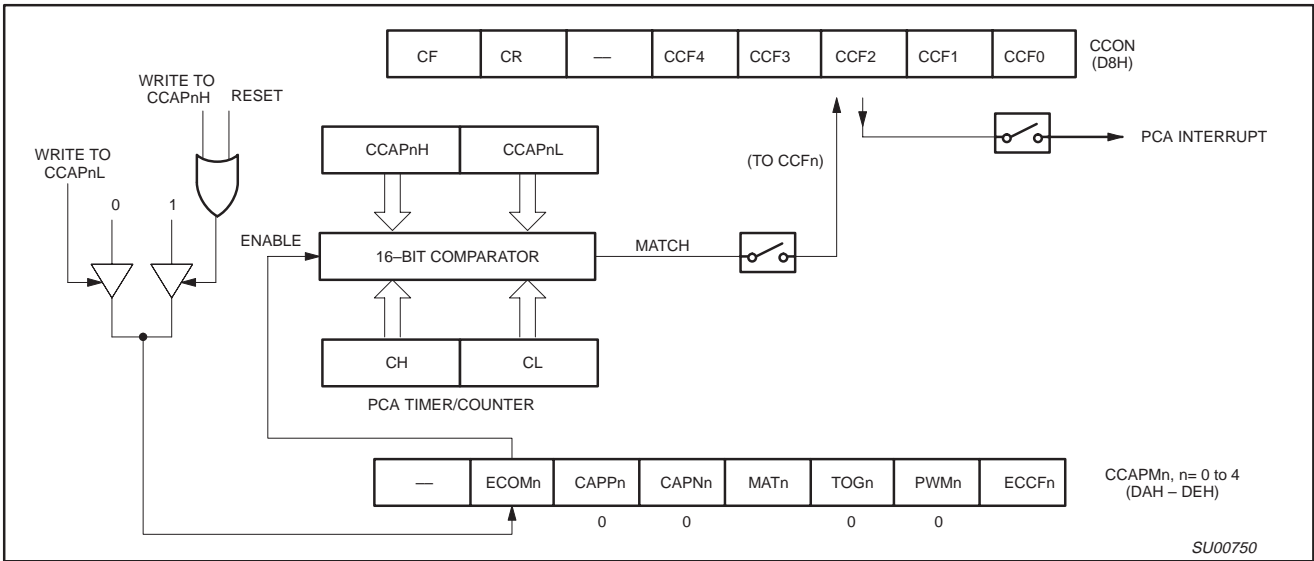 CF CR — CCF4 CCF3 CCF2 CCF1 CCF0
CCON
(D8H)
WRITE TO
CCAPnH
RESET
WRITE TO
CCAPnL
0 1
CCAPnH CCAPnL
(TO CCFn)
PCA INTERRUPT
ENABLE
16–BIT COMPARATOR
MATCH
CH CL
PCA TIMER/COUNTER
— ECOMn CAPPn CAPNn MATn TOGn PWMn ECCFn
CCAPMn, n= 0 to 4
(DAH – DEH)
0 0 0 0
SU00750